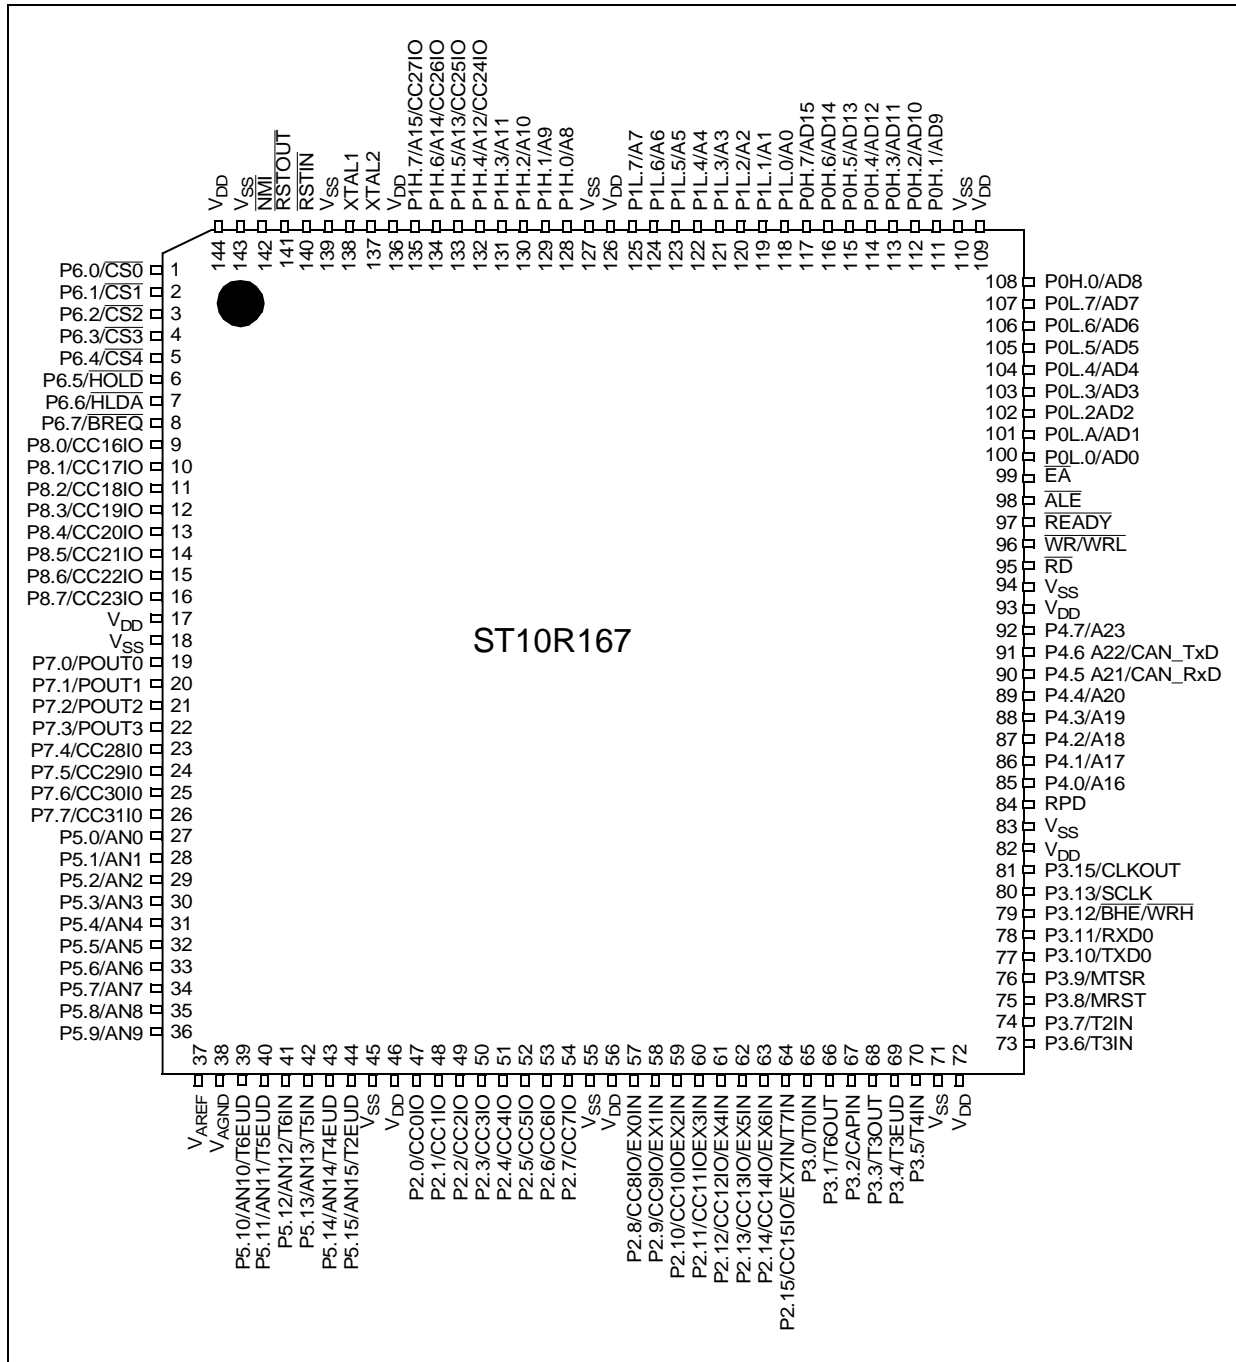 P1H.7/A15/CC27IO
P1H.6/A14/CC26IO
P1H.5/A13/CC25IO
P1H.4/A12/CC24IO
P1H.3/A11
P1H.2/A10
P1H.1/A9
P1H.0/A8
VSS
VDD
P1L.7/A7
P1L.6/A6
P1L.5/A5
P1L.4/A4
P1L.3/A3
P1L.2/A2
P1L.1/A1
P1L.0/A0
P0H.7/AD15
P0H.6/AD14
P0H.5/AD13
P0H.4/AD12
P0H.3/AD11
P0H.2/AD10
P0H.1/AD9
VSS
VDD
VDD
VSS
NMI
RSTOUT
RSTIN
VSS
XTAL1
XTAL2
VDD
144 143 142 141 140 139 138 137 136 135 134 133 132 131 130 129 128 127 126 125 124 123 122 121 120 119 118 117 116 115 114 113 112 111 110 109
P6.0/CS0 1
P6.1/CS1 2
P6.2/CS2 3
P6.3/CS3 4
P6.4/CS4 5
P6.5/HOLD 6
P6.6/HLDA 7
P6.7/BREQ 8
P8.0/CC16IO 9
P8.1/CC17IO 10
P8.2/CC18IO 11
P8.3/CC19IO 12
P8.4/CC20IO 13
P8.5/CC21IO 14
P8.6/CC22IO 15
P8.7/CC23IO 16
VDD 17
VSS 18
P7.0/POUT0 19
P7.1/POUT1 20
P7.2/POUT2 21
P7.3/POUT3 22
P7.4/CC28I0 23
P7.5/CC29I0 24
P7.6/CC30I0 25
P7.7/CC31I0 26
P5.0/AN0 27
P5.1/AN1 28
P5.2/AN2 29
P5.3/AN3 30
P5.4/AN4 31
P5.5/AN5 32
P5.6/AN6 33
P5.7/AN7 34
P5.8/AN8 35
P5.9/AN9 36
ST10R167
108 P0H.0/AD8
107 P0L.7/AD7
106 P0L.6/AD6
105 P0L.5/AD5
104 P0L.4/AD4
103 P0L.3/AD3
102 P0L.2AD2
101 P0L.A/AD1
100 P0L.0/AD0
99 EA
98 ALE
97 READY
96 WR/WRL
95 RD
94 VSS
93 VDD
92 P4.7/A23
91 P4.6 A22/CAN_TxD
90 P4.5 A21/CAN_RxD
89 P4.4/A20
88 P4.3/A19
87 P4.2/A18
86 P4.1/A17
85 P4.0/A16
84 RPD
83 VSS
82 VDD
81 P3.15/CLKOUT
80 P3.13/SCLK
79 P3.12/BHE/WRH
78 P3.11/RXD0
77 P3.10/TXD0
76 P3.9/MTSR
75 P3.8/MRST
74 P3.7/T2IN
73 P3.6/T3IN
37 38 39 40 41 42 43 44 45 46 47 48 49 50 51 52 53 54 55 56 57 58 59 60 61 62 63 64 65 66 67 68 69 70 71 72
VAREF
VAGND
P5.10/AN10/T6EUD
P5.11/AN11/T5EUD
P5.12/AN12/T6IN
P5.13/AN13/T5IN
P5.14/AN14/T4EUD
P5.15/AN15/T2EUD
VSS
VDD
P2.0/CC0IO
P2.1/CC1IO
P2.2/CC2IO
P2.3/CC3IO
P2.4/CC4IO
P2.5/CC5IO
P2.6/CC6IO
P2.7/CC7IO
VSS
VDD
P2.8/CC8IO/EX0IN
P2.9/CC9IO/EX1IN
P2.10/CC10IOEX2IN
P2.11/CC11IOEX3IN
P2.12/CC12IO/EX4IN
P2.13/CC13IO/EX5IN
P2.14/CC14IO/EX6IN
P2.15/CC15IO/EX7IN/T7IN
P3.0/T0IN
P3.1/T6OUT
P3.2/CAPIN
P3.3/T3OUT
P3.4/T3EUD
P3.5/T4IN
VSS
VDD